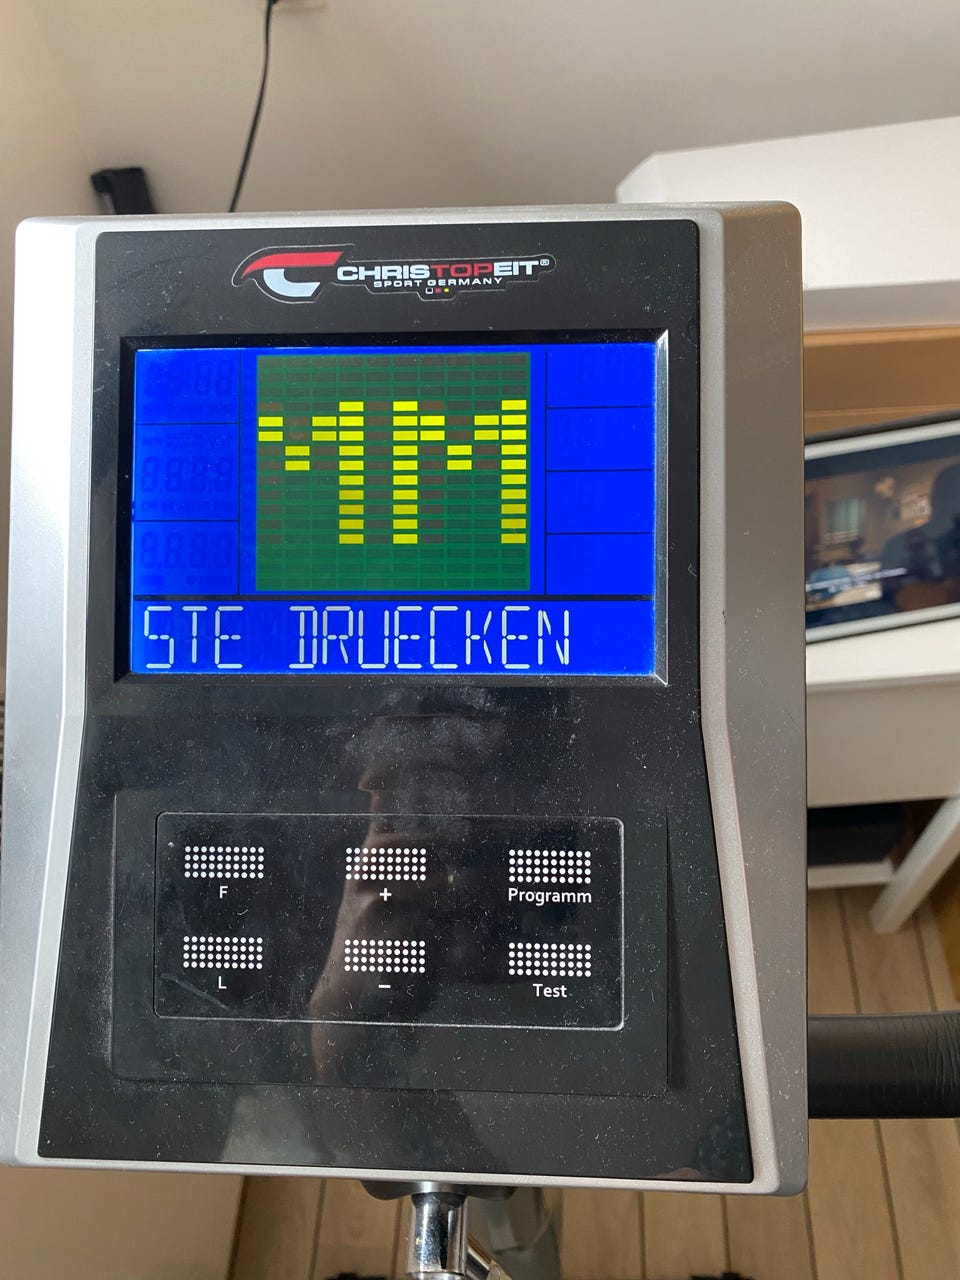 CHRISTOPEIT®
SPORT GERMANY
STE DRUECKEN
F + Programm
L - Test